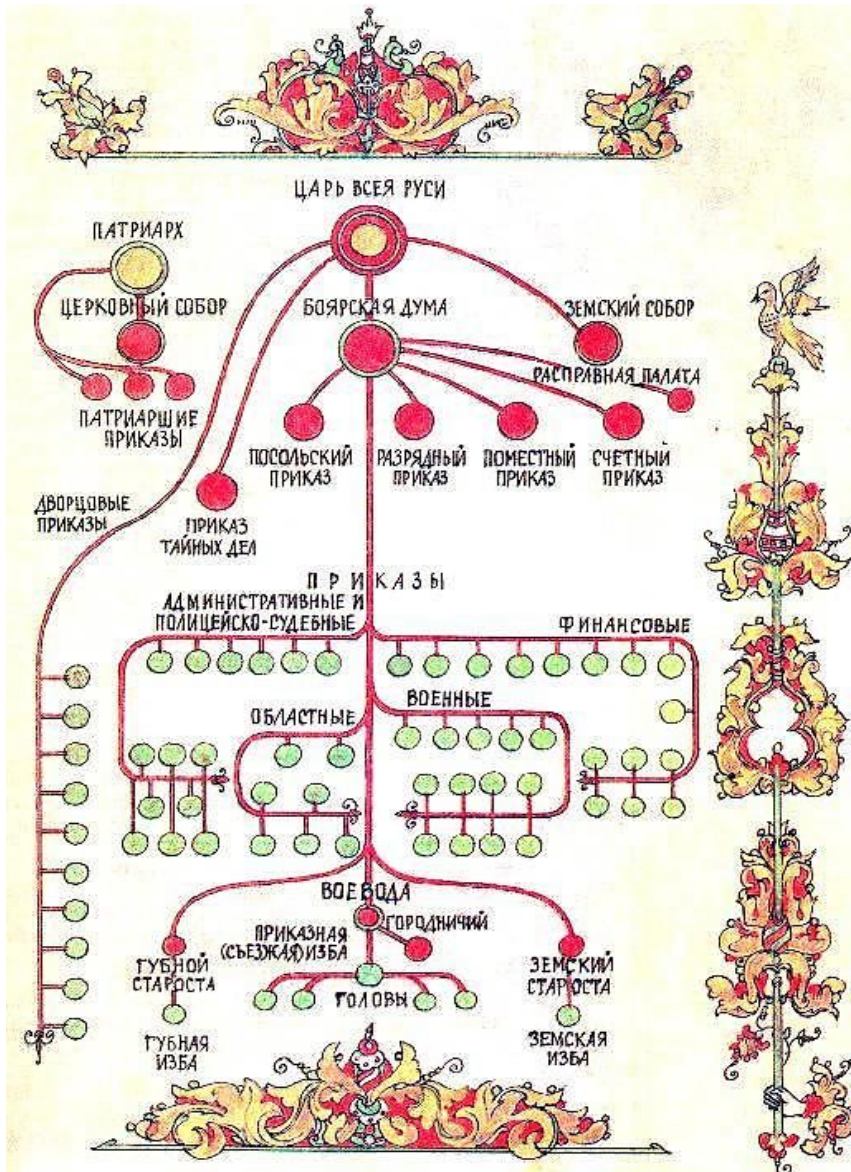 ЦАРЬ ВСЕЯ РУСИ
ПАТРИАРХ
ЦЕРКОВНЫЙ СОБОР
БОЯРСКАЯ ДУМА
ЗЕМСКИЙ СОБОР
РАСПРАВНАЯ ПАЛАТА
ПАТРИАРШИЕ
ПРИКАЗЫ
ПОСОЛЬСКИЙ
ПРИКАЗ
РАЗРЯДНЫЙ
ПРИКАЗ
ПОМЕСТНЫЙ
ПРИКАЗ
СЧЕТНЫЙ
ПРИКАЗ
ДВОРЦОВЫЕ
ПРИКАЗЫ
ПРИКАЗ
ТАЙНЫХ ДЕЛ
ПРИКАЗЫ
АДМИНИСТРАТИВНЫЕ И
ПОЛИЦЕЙСКО-СУДЕБНЫЕ
ФИНАНСОВЫЕ
ОБЛАСТНЫЕ
ВОЕННЫЕ
ВОЕВОДА
ГОРОДНИЧИЙ
ПРИКАЗНАЯ
(СЪЕЗЖАЯ) ИЗБА
ГУБНОЙ
СТАРОСТА
ЗЕМСКИЙ
СТАРОСТА
ГОЛОВЫ
ГУБНАЯ
ИЗБА
ЗЕМСКАЯ
ИЗБА